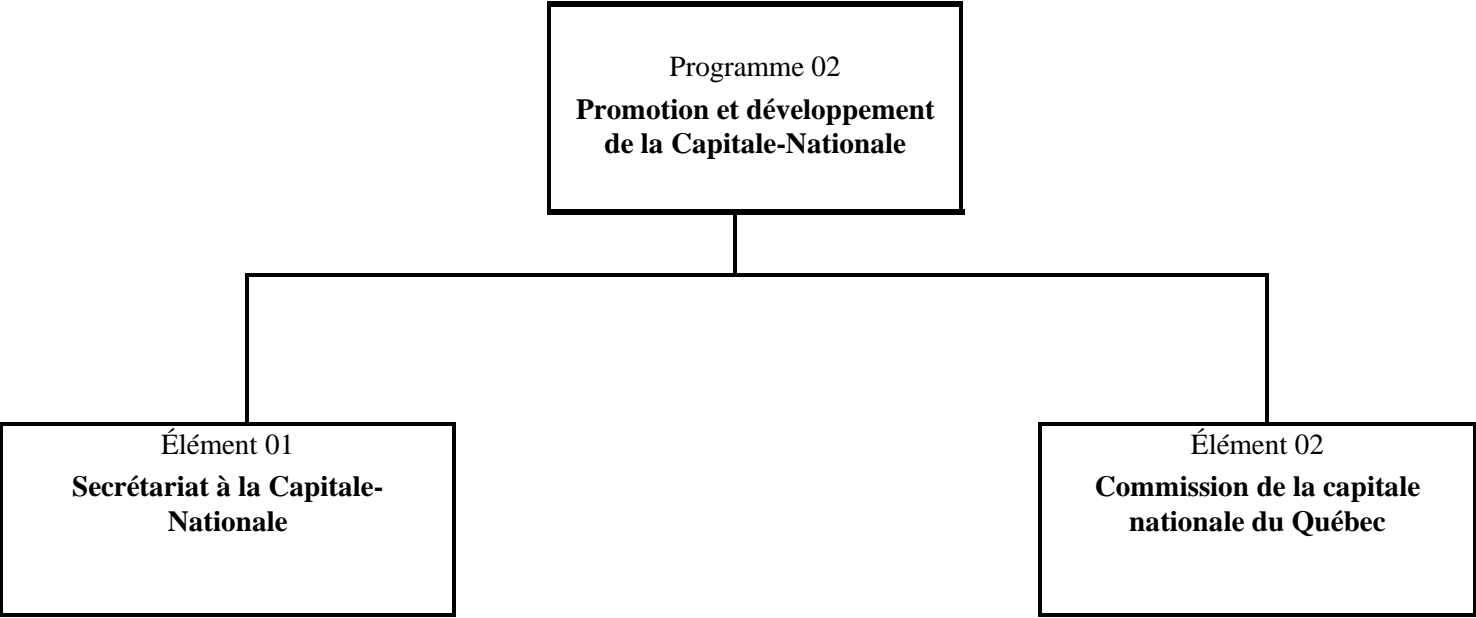 Programme 02
Promotion et développement
de la Capitale-Nationale
Élément 01
Secrétariat à la Capitale-
Nationale
Élément 02
Commission de la capitale
nationale du Québec